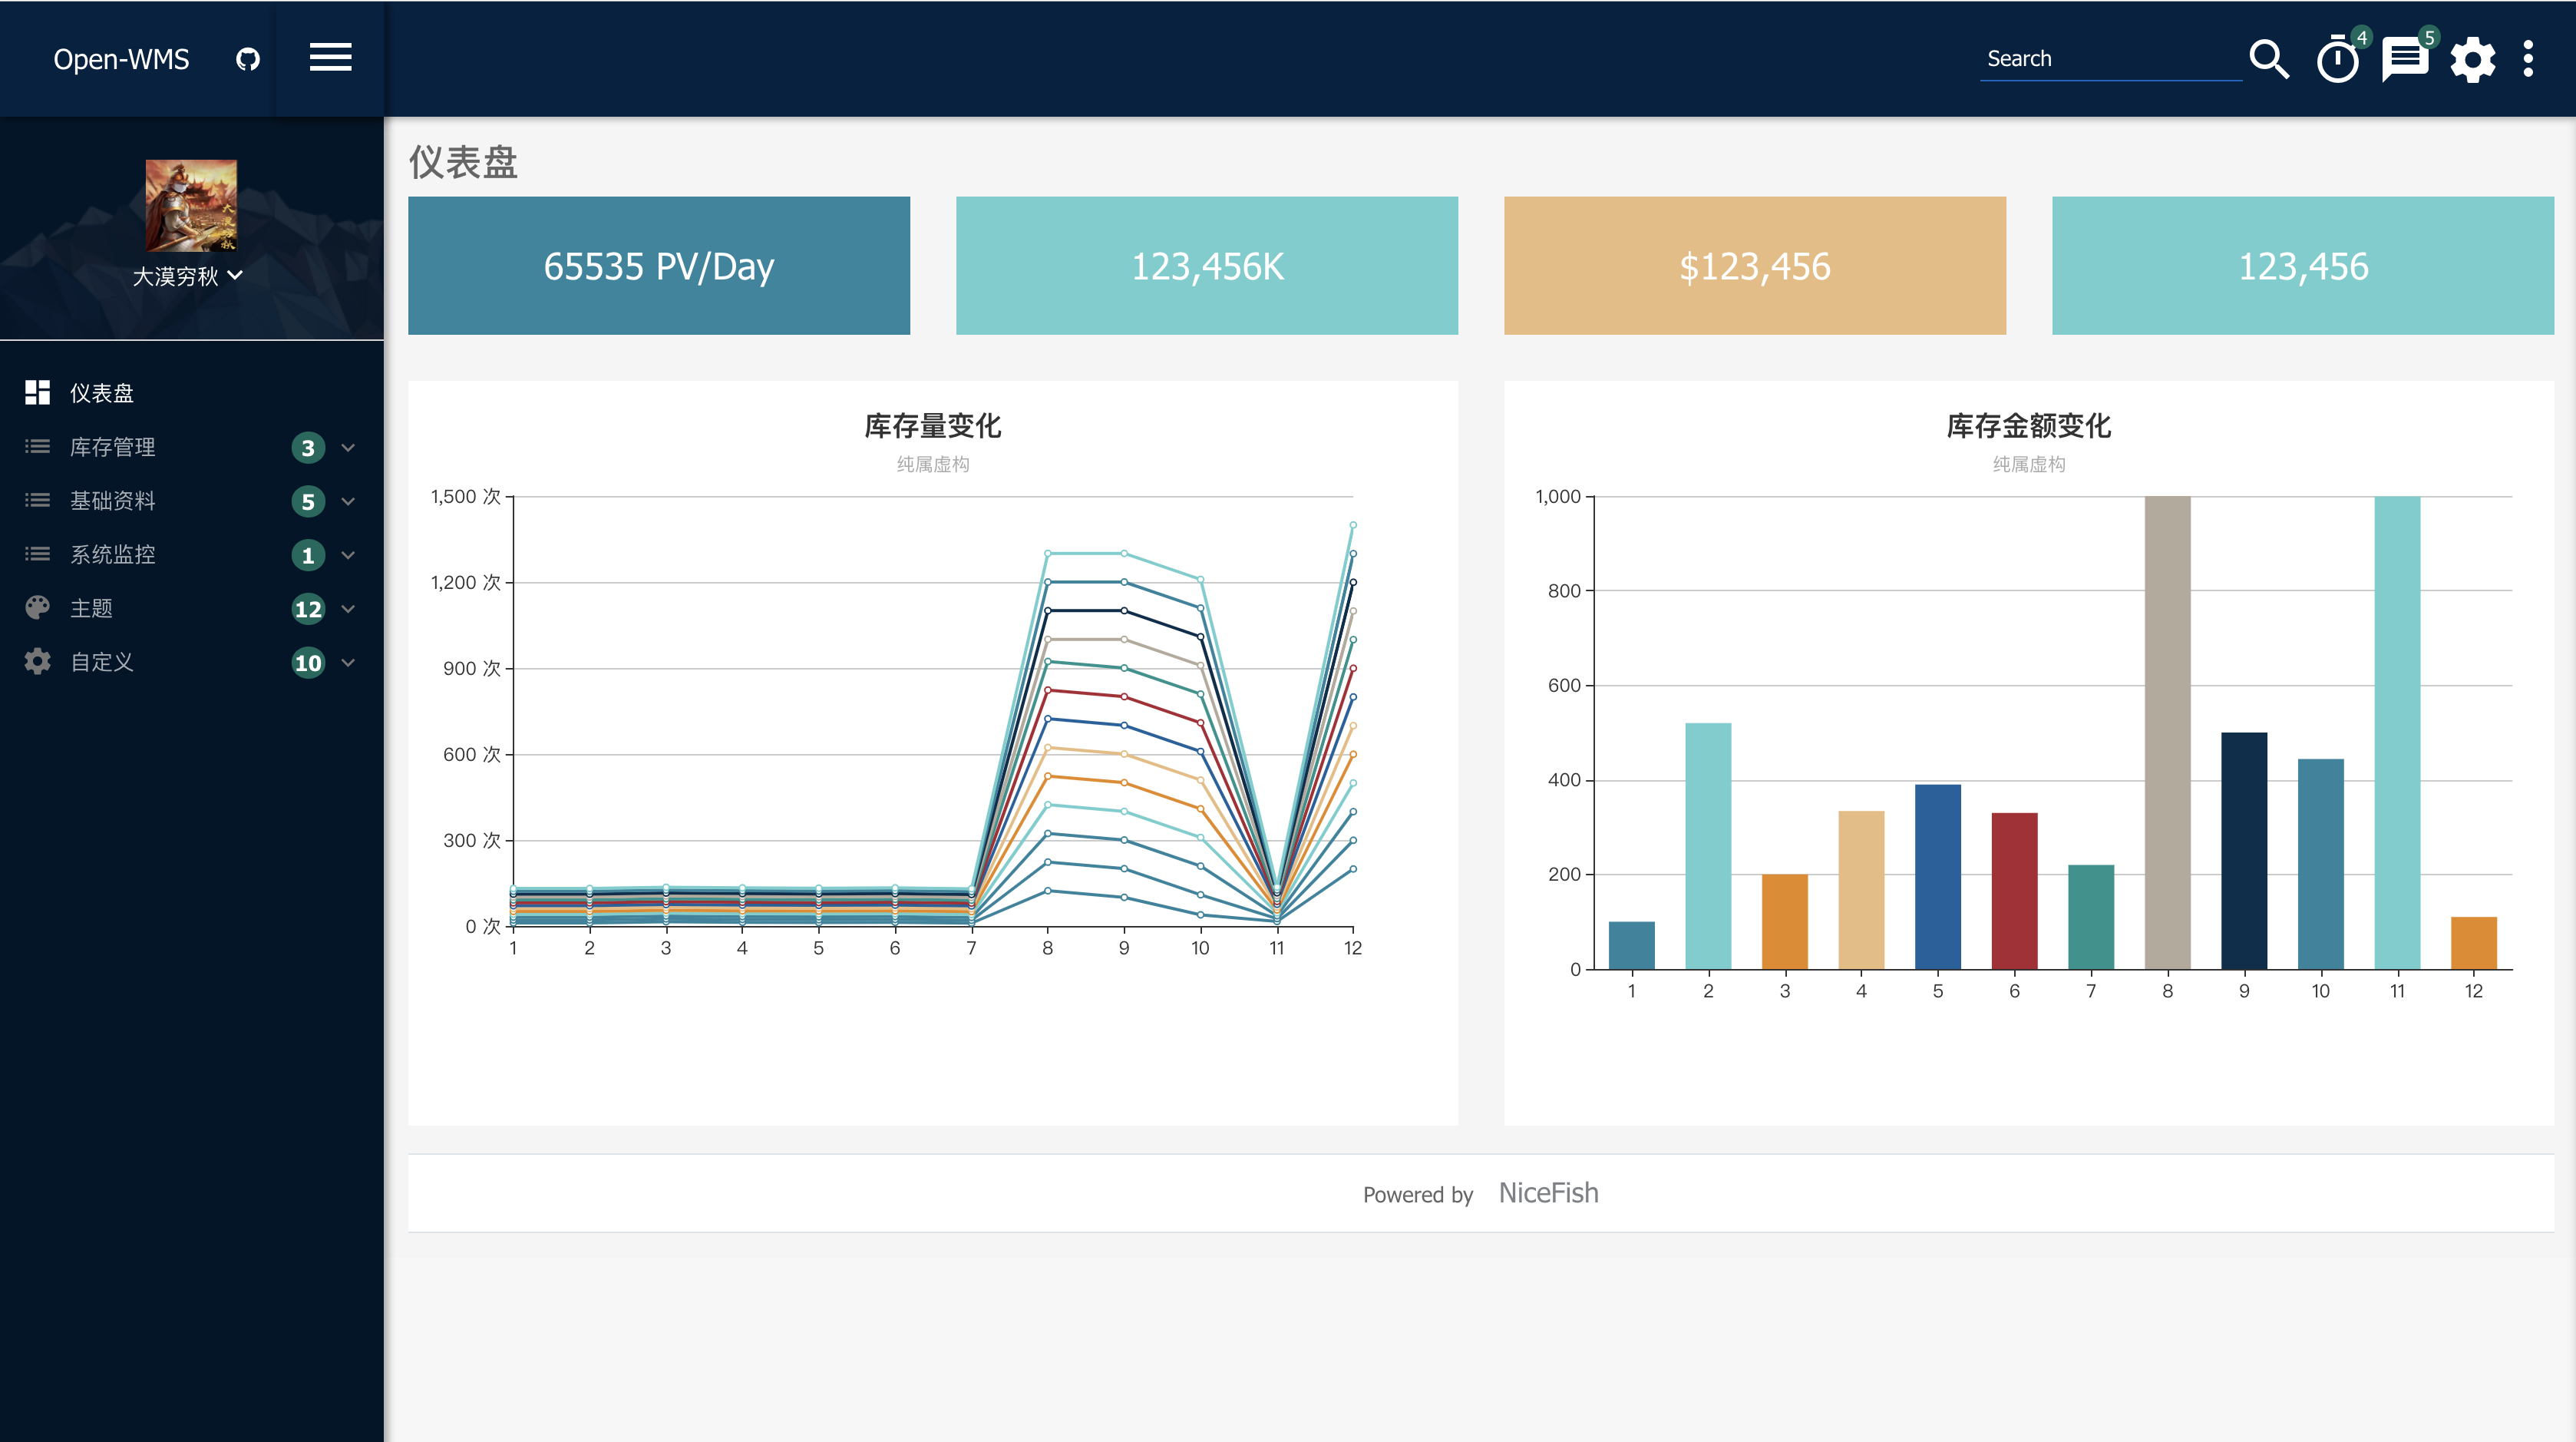 Open-WMS
Search
4
5
大漠穷秋
仪表盘
库存管理 3
基础资料 5
系统监控 1
主题 12
自定义 10
仪表盘
65535 PV/Day
123,456K
$123,456
123,456
库存量变化
纯属虚构
1,500 次
1,200 次
900 次
600 次
300 次
0 次
1 2 3 4 5 6 7 8 9 10 11 12
库存金额变化
纯属虚构
1,000
800
600
400
200
0
1 2 3 4 5 6 7 8 9 10 11 12
Powered by NiceFish